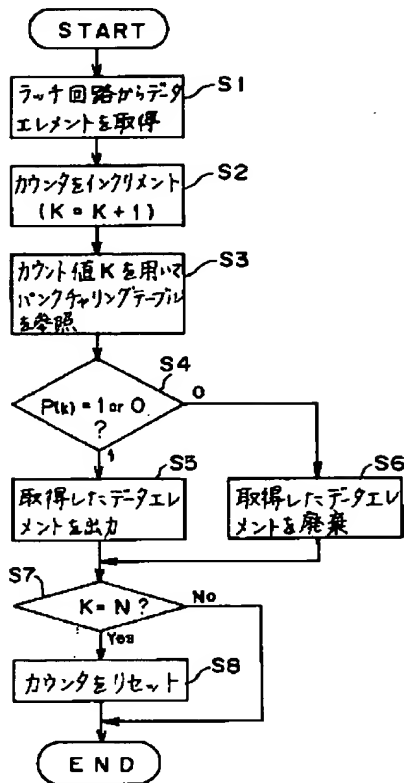 START
S1
ラッチ回路からデータ
エレメントを取得
S2
カウンタをインクリメント
(K = K + 1)
S3
カウント値 K を用いて
パンクチャリングテーブル
を参照
S4
P(k) = 1 or 0
?
0
1
S5
取得したデータエレ
メントを出力
S6
取得したデータエレ
メントを廃棄
S7
K = N ?
No
Yes
カウンタをリセット
S8
END